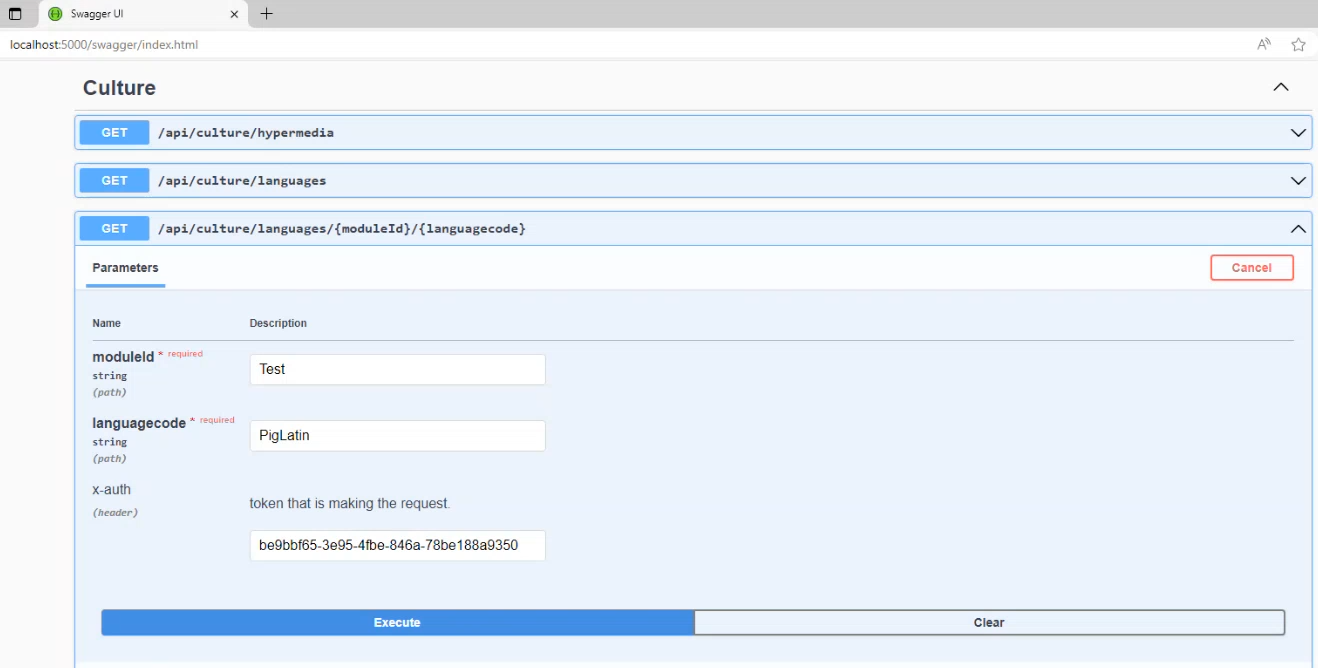 Swagger UI
localhost:5000/swagger/index.html
Culture
GET /api/culture/hypermedia
GET /api/culture/languages
GET /api/culture/languages/{moduleId}/{languagecode}
Parameters Cancel
Name Description
moduleId * required
string
(path)
Test
languagecode * required
string
(path)
PigLatin
x-auth
(header)
token that is making the request.
be9bbf65-3e95-4fbe-846a-78be188a9350
Execute Clear